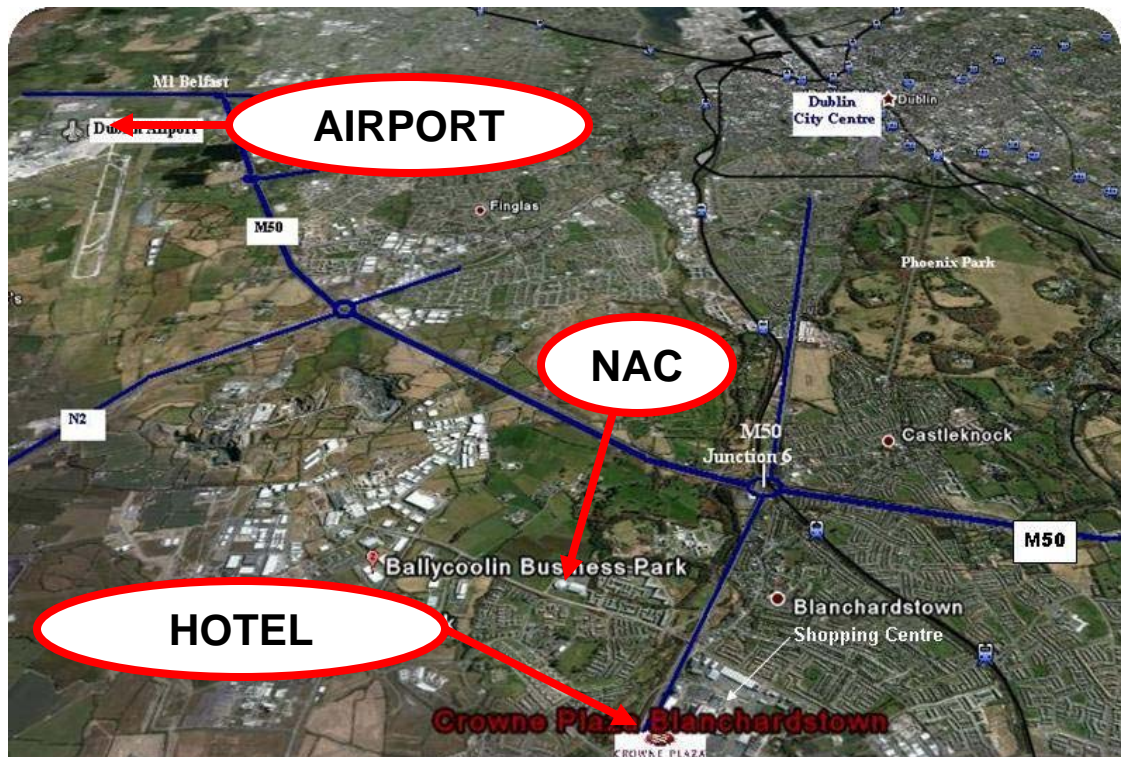 M1 Belfast
AIRPORT
Dublin Airport
Dublin
City Centre
Dublin
Finglas
M50
Phoenix Park
's
NAC
N2
M50
Junction 6
Castleknock
M50
Ballycoolin Business Park
Blanchardstown
Shopping Centre
HOTEL
k
Crowne Plaza Blanchardstown
CROWNE PLAZA